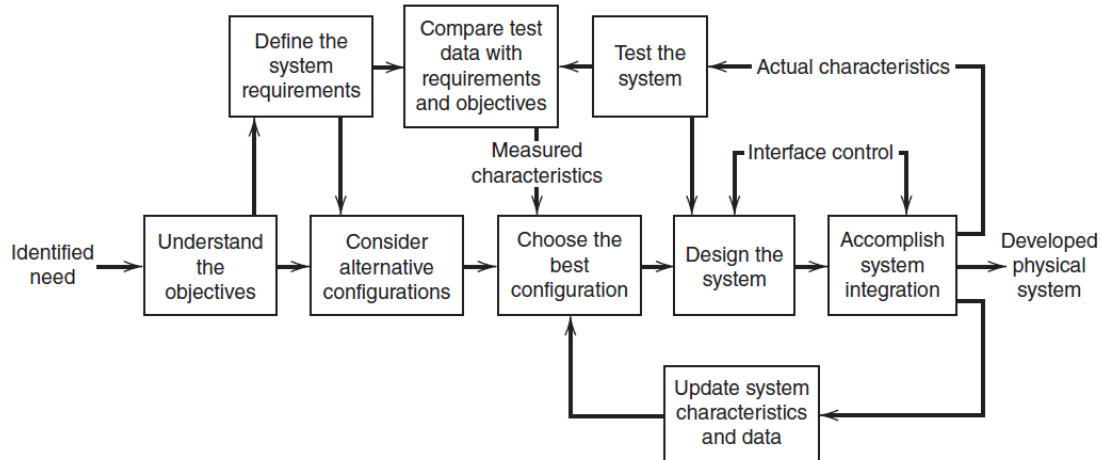 Define the
system
requirements
Compare test
data with
requirements
and objectives
Test the
system
Actual characteristics
Measured
characteristics
Interface control
Identified
need
Understand
the
objectives
Consider
alternative
configurations
Choose the
best
configuration
Design the
system
Accomplish
system
integration
Developed
physical
system
Update system
characteristics
and data